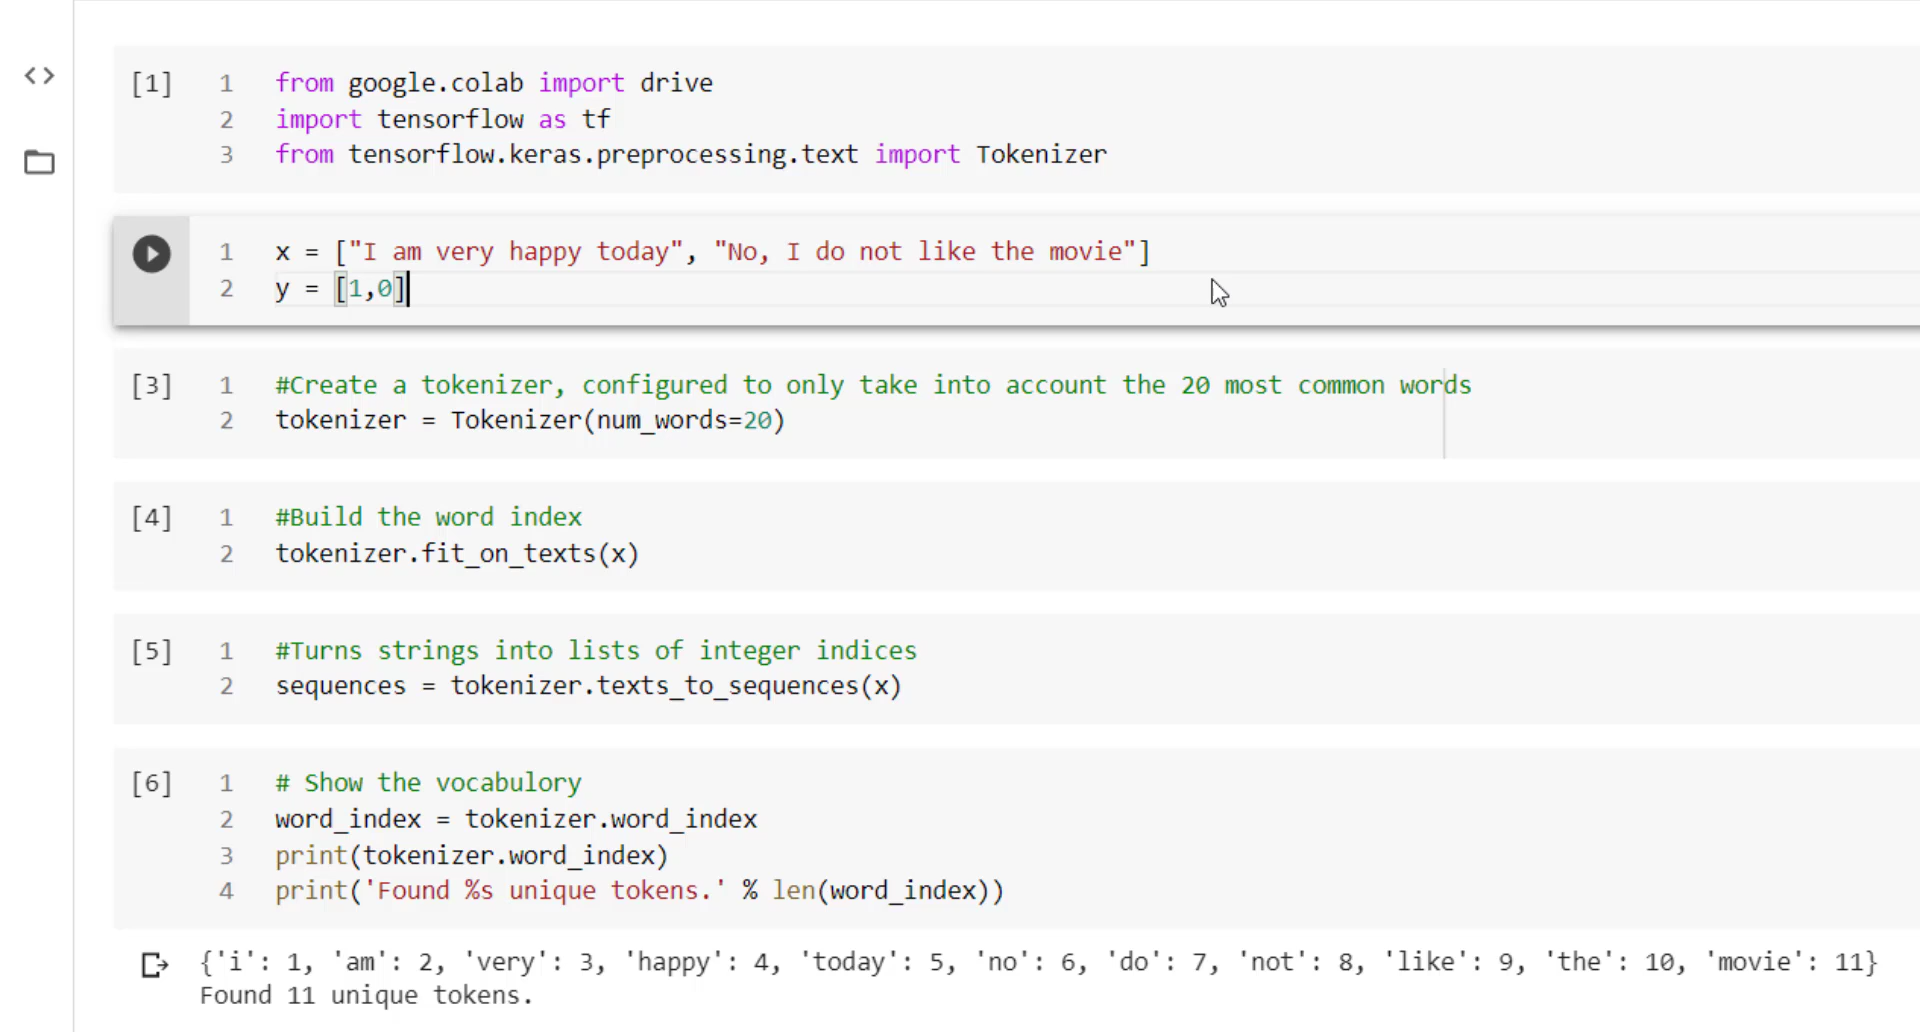 [1] 1 from google.colab import drive
2 import tensorflow as tf
3 from tensorflow.keras.preprocessing.text import Tokenizer
1 x = ["I am very happy today", "No, I do not like the movie"]
2 y = [1,0]
[3] 1 #Create a tokenizer, configured to only take into account the 20 most common words
2 tokenizer = Tokenizer(num_words=20)
[4] 1 #Build the word index
2 tokenizer.fit_on_texts(x)
[5] 1 #Turns strings into lists of integer indices
2 sequences = tokenizer.texts_to_sequences(x)
[6] 1 # Show the vocabulory
2 word_index = tokenizer.word_index
3 print(tokenizer.word_index)
4 print('Found %s unique tokens.' % len(word_index))
{'i': 1, 'am': 2, 'very': 3, 'happy': 4, 'today': 5, 'no': 6, 'do': 7, 'not': 8, 'like': 9, 'the': 10, 'movie': 11}
Found 11 unique tokens.